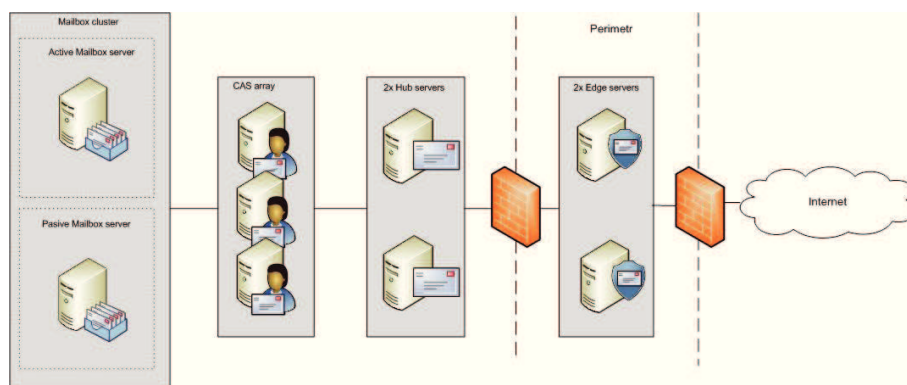 Mailbox cluster
Active Mailbox server
Pasive Mailbox server
CAS array
2x Hub servers
Perimetr
2x Edge servers
Internet